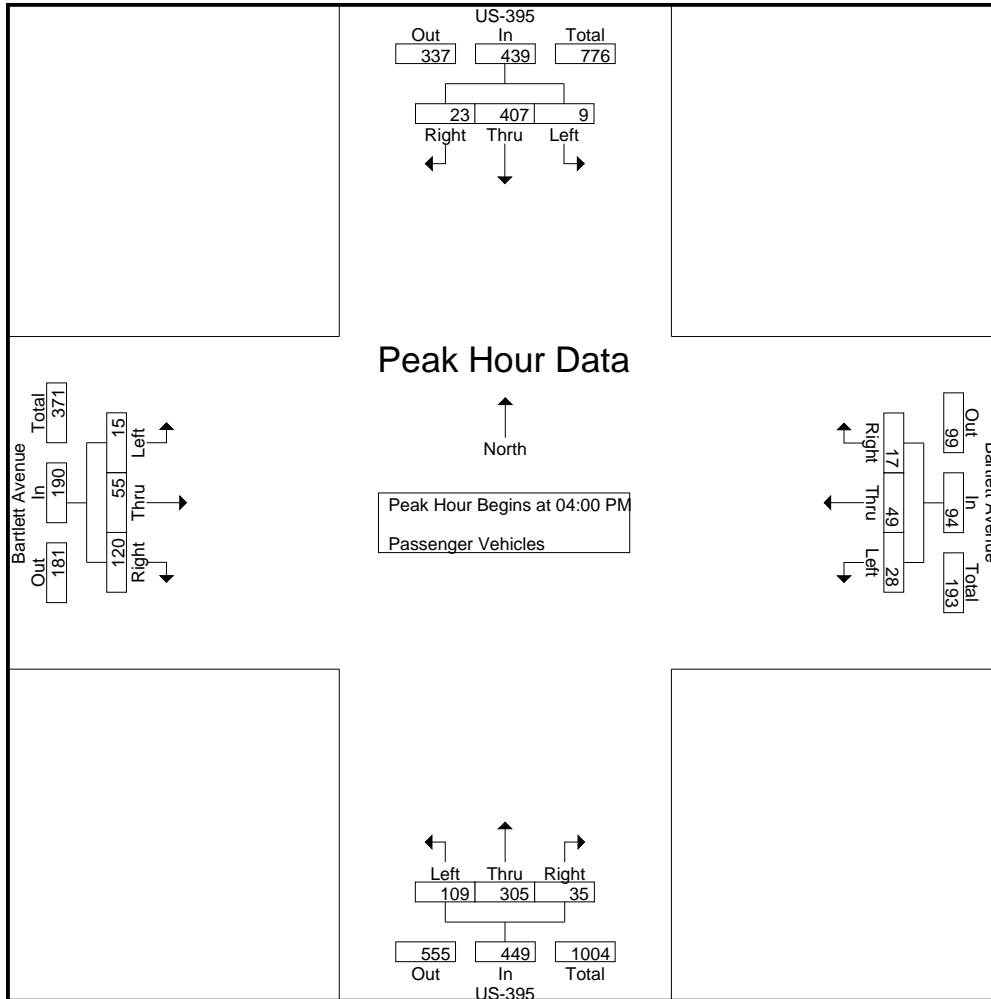 US-395
Out In Total
337 439 776
23 407 9
Right Thru Left
Peak Hour Data
North
Peak Hour Begins at 04:00 PM
Passenger Vehicles
Bartlett Avenue
Total In Out
371 190 181
15 55 120
Left Thru Right
Bartlett Avenue
Out In Total
99 94 193
17 49 28
Right Thru Left
Left Thru Right
109 305 35
555 449 1004
Out In Total
US-395